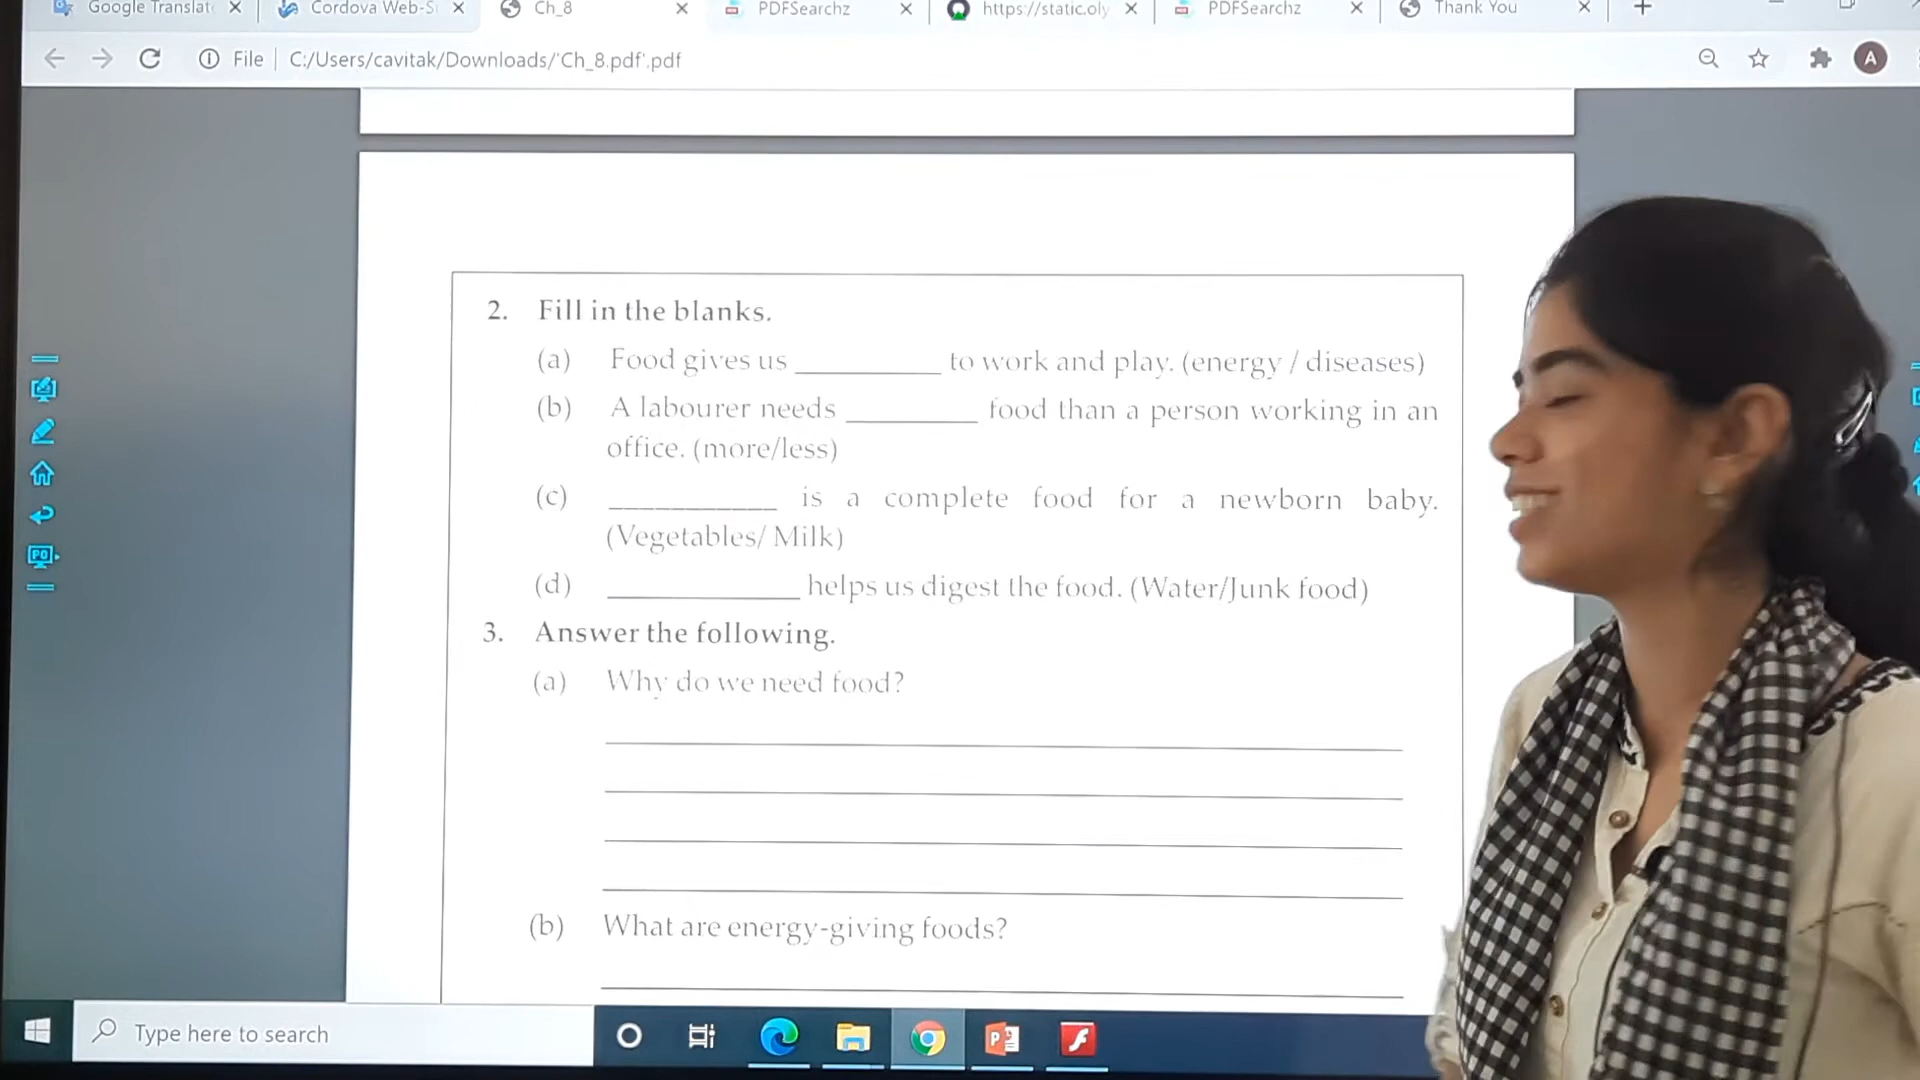 Google Translat
Cordova Web-S
Ch_8
PDFSearchz
https://static.oly
PDFSearchz
Thank You
File
C:/Users/cavitak/Downloads/'Ch_8.pdf'.pdf
A
2. Fill in the blanks.
(a) Food gives us __________ to work and play. (energy / diseases)
(b) A labourer needs __________ food than a person working in an
office. (more/less)
(c) __________ is a complete food for a newborn baby.
(Vegetables/ Milk)
(d) __________ helps us digest the food. (Water/Junk food)
3. Answer the following.
(a) Why do we need food?
(b) What are energy-giving foods?
PO
Type here to search